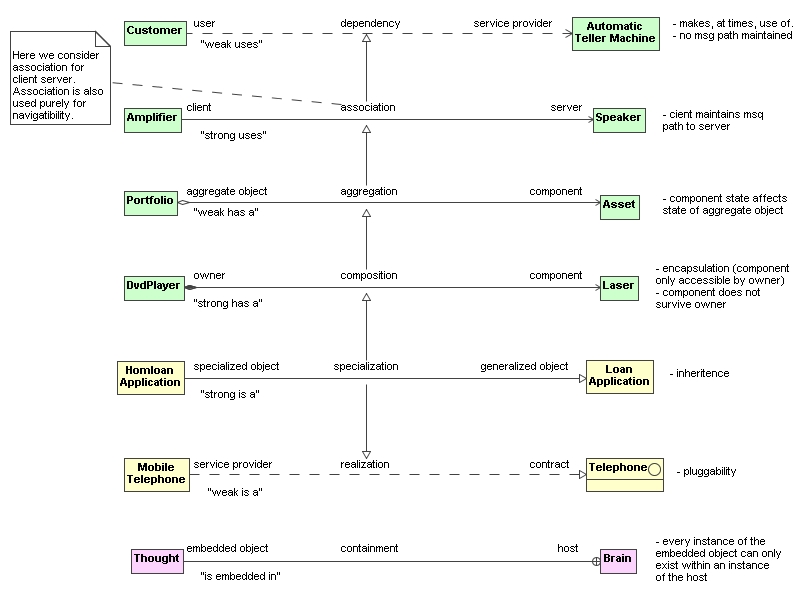 Customer
user
dependency
service provider
Automatic
Teller Machine
- makes, at times, use of.
- no msg path maintained
"weak uses"
Here we consider
association for
client server.
Association is also
used purely for
navigatibility.
Amplifier
client
association
server
Speaker
- cient maintains msq
path to server
"strong uses"
Portfolio
aggregate object
aggregation
component
Asset
- component state affects
state of aggregate object
"weak has a"
DvdPlayer
owner
composition
component
Laser
- encapsulation (component
only accessible by owner)
- component does not
survive owner
"strong has a"
Homloan
Application
specialized object
specialization
generalized object
Loan
Application
- inheritence
"strong is a"
Mobile
Telephone
service provider
realization
contract
Telephone
- pluggability
"weak is a"
Thought
embedded object
containment
host
Brain
- every instance of the
embedded object can only
exist within an instance
of the host
"is embedded in"